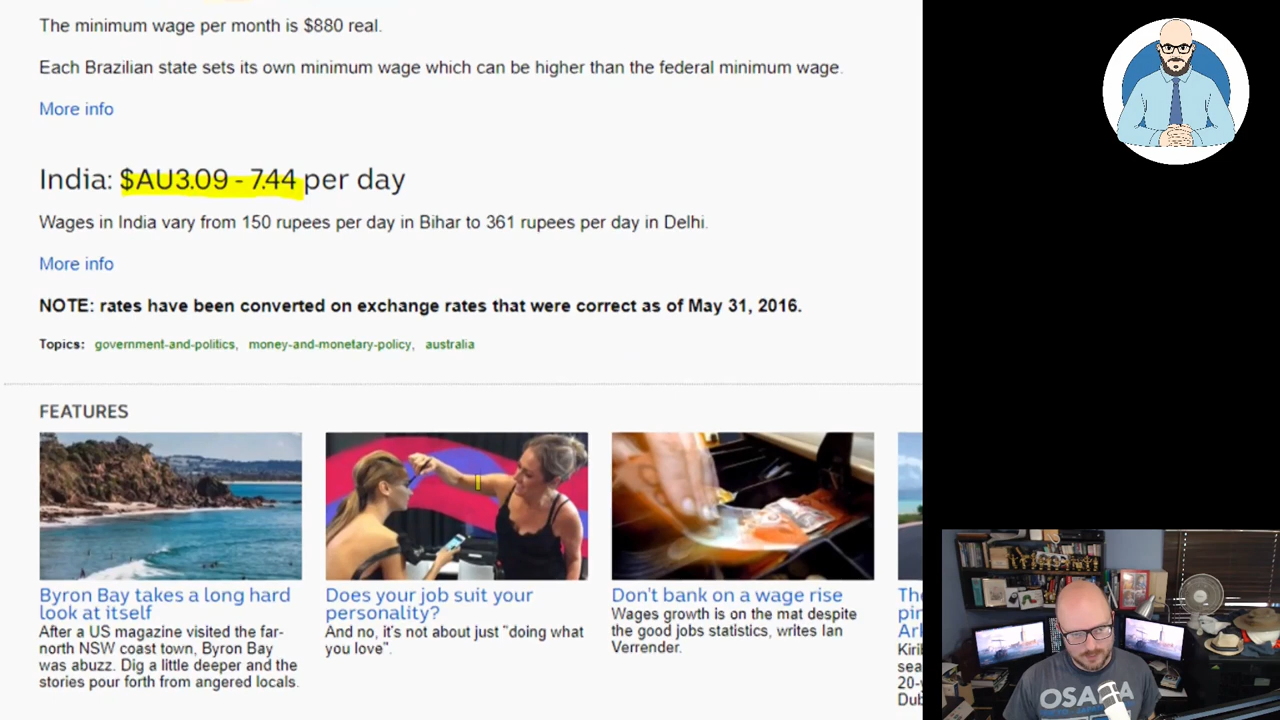 The minimum wage per month is $880 real.
Each Brazilian state sets its own minimum wage which can be higher than the federal minimum wage.
More info
India: $AU3.09 - 7.44 per day
Wages in India vary from 150 rupees per day in Bihar to 361 rupees per day in Delhi.
More info
NOTE: rates have been converted on exchange rates that were correct as of May 31, 2016.
Topics: government-and-politics, money-and-monetary-policy, australia
FEATURES
Byron Bay takes a long hard
look at itself
After a US magazine visited the far-
north NSW coast town, Byron Bay
was abuzz. Dig a little deeper and the
stories pour forth from angered locals.
Does your job suit your
personality?
And no, it's not about just "doing what
you love".
Don't bank on a wage rise
Wages growth is on the mat despite
the good jobs statistics, writes Ian
Verrender.